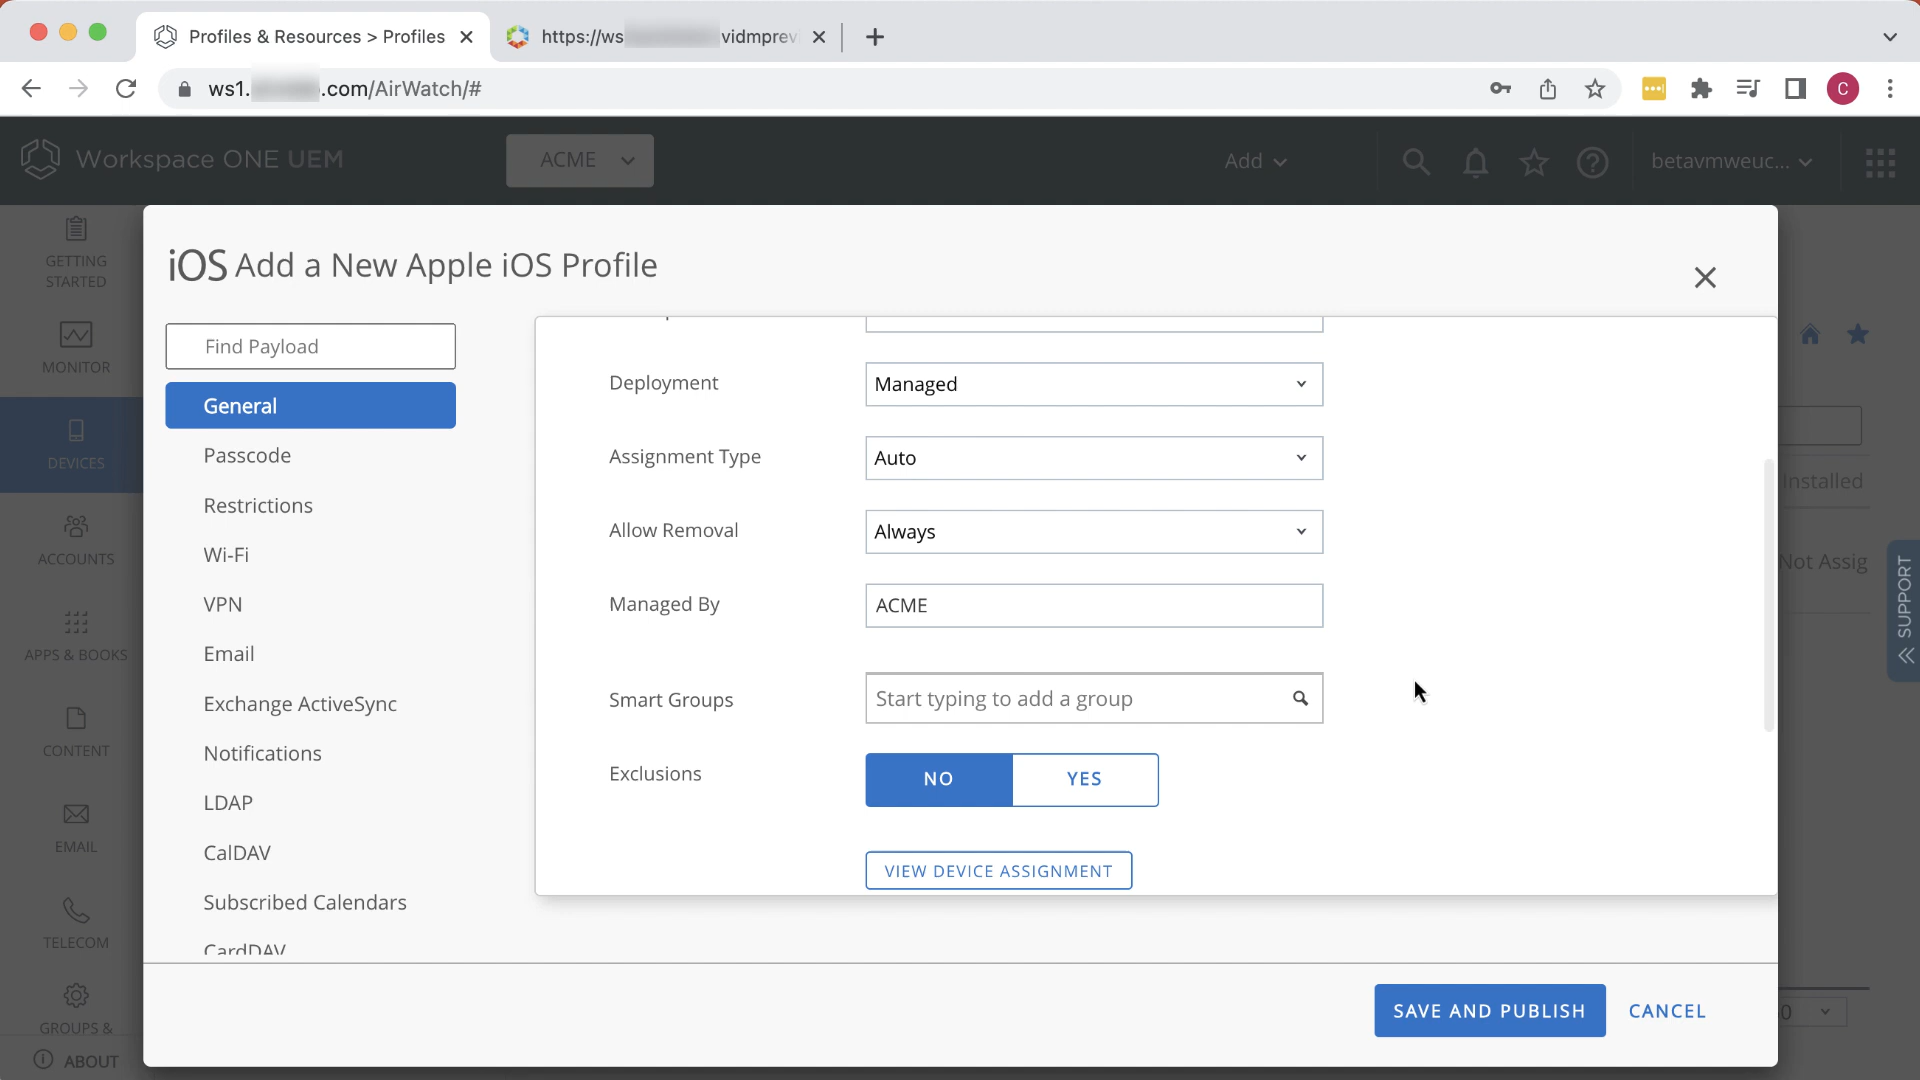 Profiles & Resources > Profiles
https://ws
vidmprev
ws1.
.com/AirWatch/#
C
Workspace ONE UEM
ACME
Add
betavmweuc...
GETTING
STARTED
MONITOR
DEVICES
ACCOUNTS
APPS & BOOKS
CONTENT
EMAIL
TELECOM
GROUPS &
ABOUT
iOS Add a New Apple iOS Profile
Find Payload
General
Passcode
Restrictions
Wi-Fi
VPN
Email
Exchange ActiveSync
Notifications
LDAP
CalDAV
Subscribed Calendars
CardDAV
Deployment
Managed
Assignment Type
Auto
Allow Removal
Always
Managed By
ACME
Smart Groups
Start typing to add a group
Exclusions
NO
YES
VIEW DEVICE ASSIGNMENT
SAVE AND PUBLISH
CANCEL
Installed
Not Assig
SUPPORT